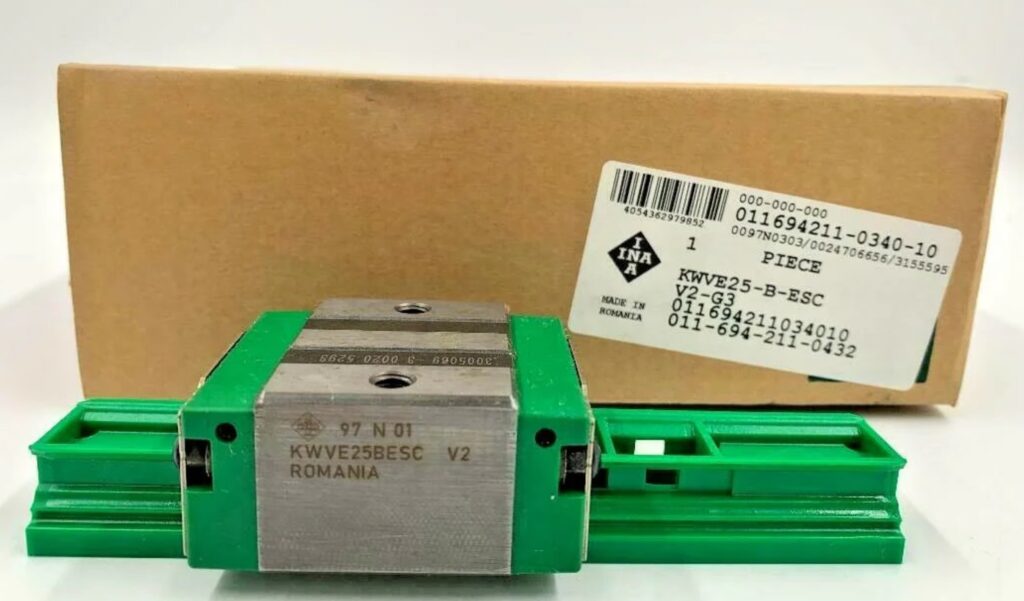 000-000-000
4054362979852
011694211-0340-10
0097N0303/0024706656/3155595
I
INA
A
1 PIECE
KWVE25-B-ESC
V2-G3
MADE IN
ROMANIA
011694211034010
011-694-211-0432
3005069 3 0020 5298
97 N 01
KWVE25BESC V2
ROMANIA